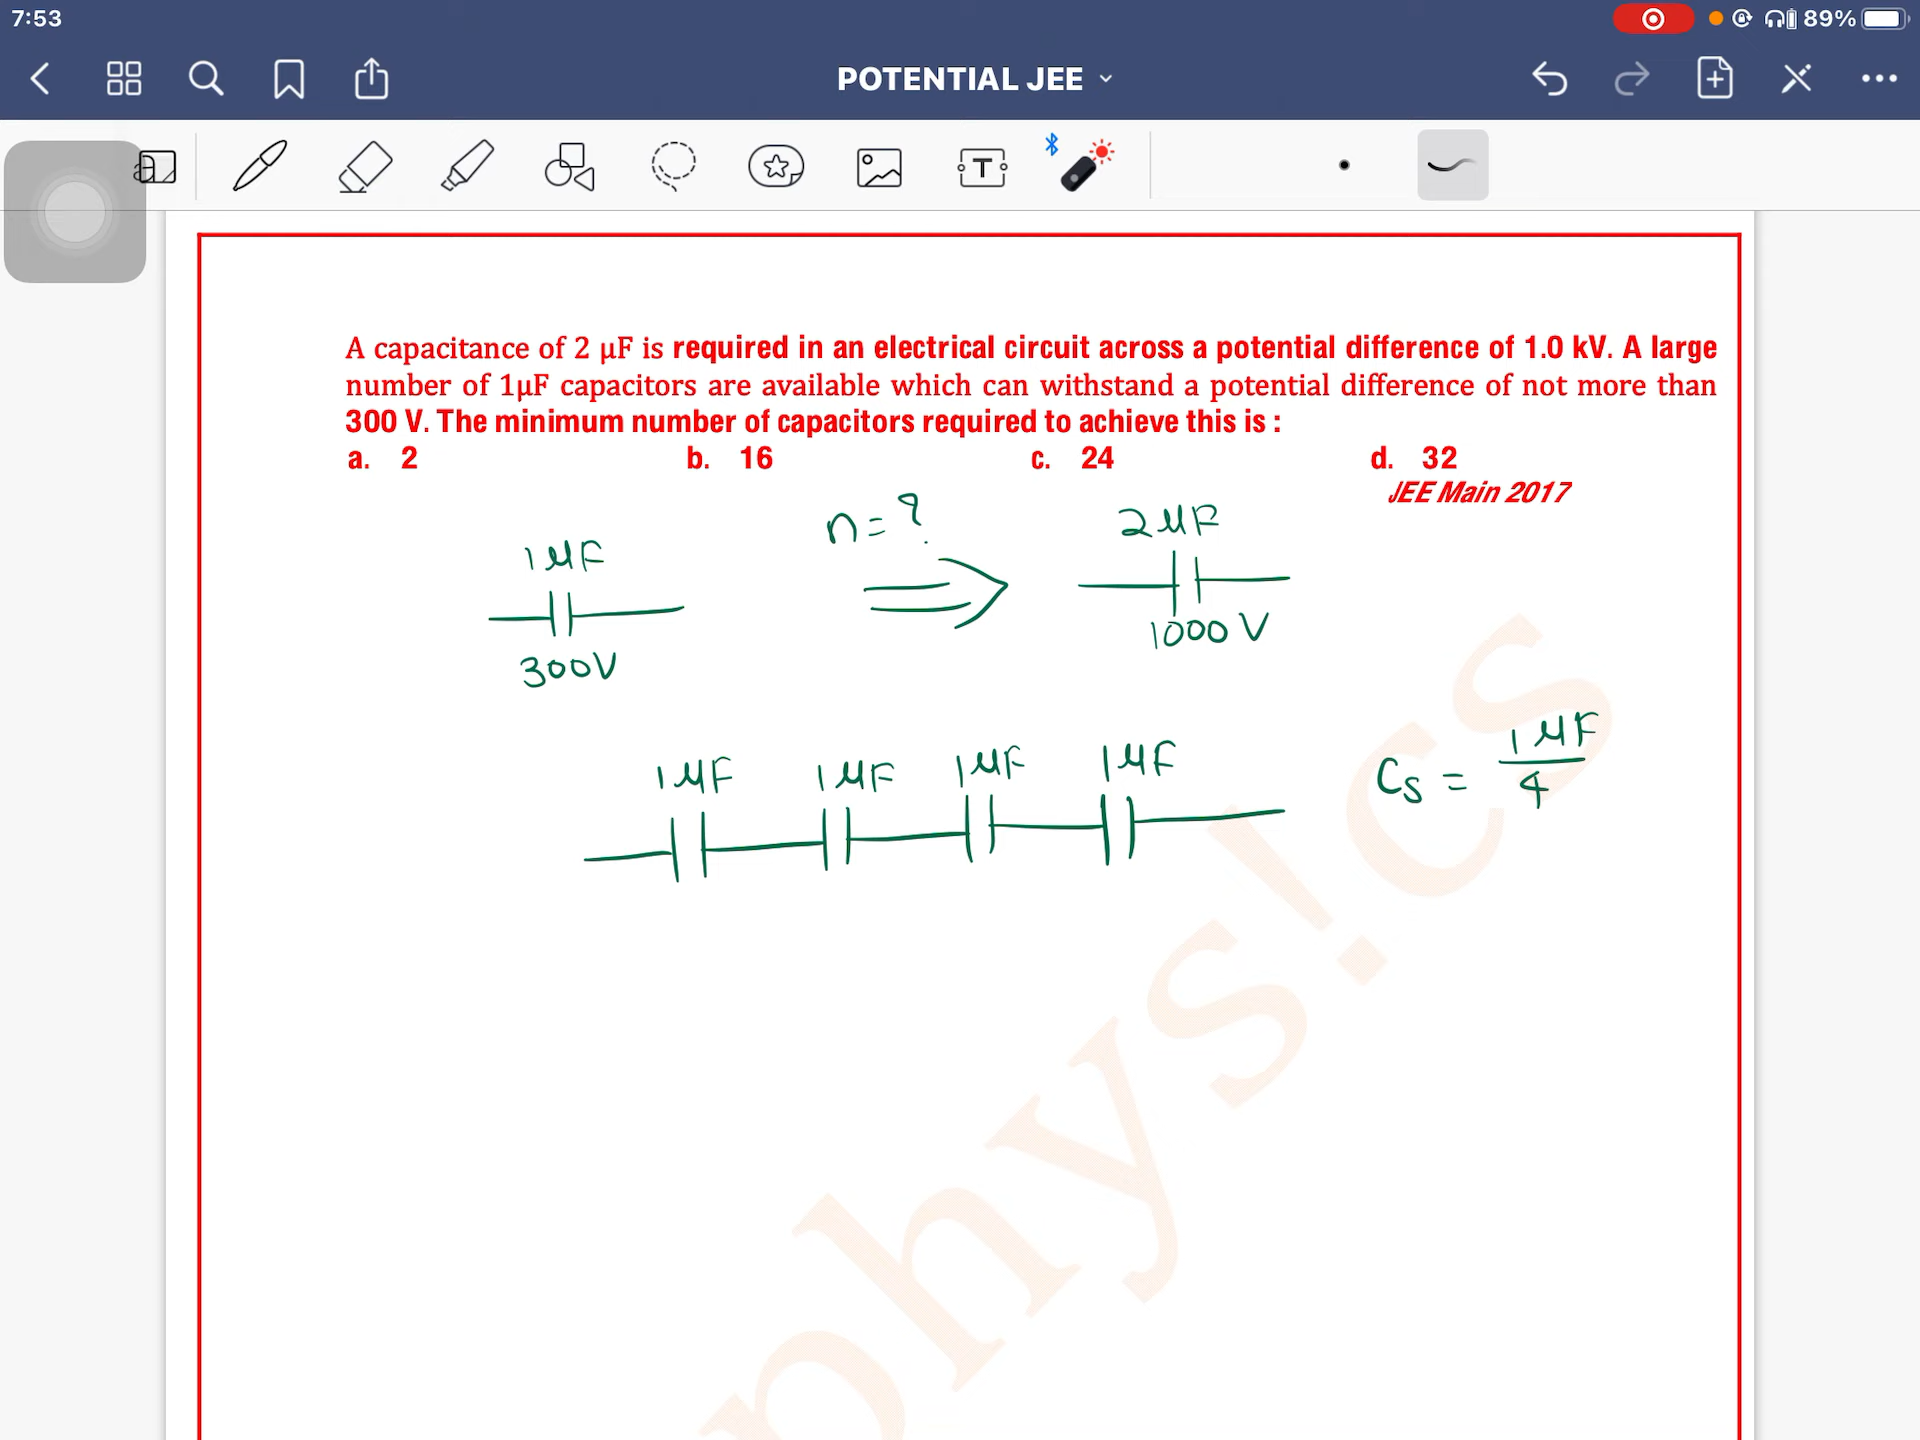 7:53
89%
POTENTIAL JEE
A capacitance of 2 μF is required in an electrical circuit across a potential difference of 1.0 kV. A large
number of 1μF capacitors are available which can withstand a potential difference of not more than
300 V. The minimum number of capacitors required to achieve this is :
a. 2 b. 16 c. 24 d. 32
JEE Main 2017
1μF n=? 2μF
300V 1000V
1μF 1μF 1μF 1μF Cs = 1μF/4
phys!cs